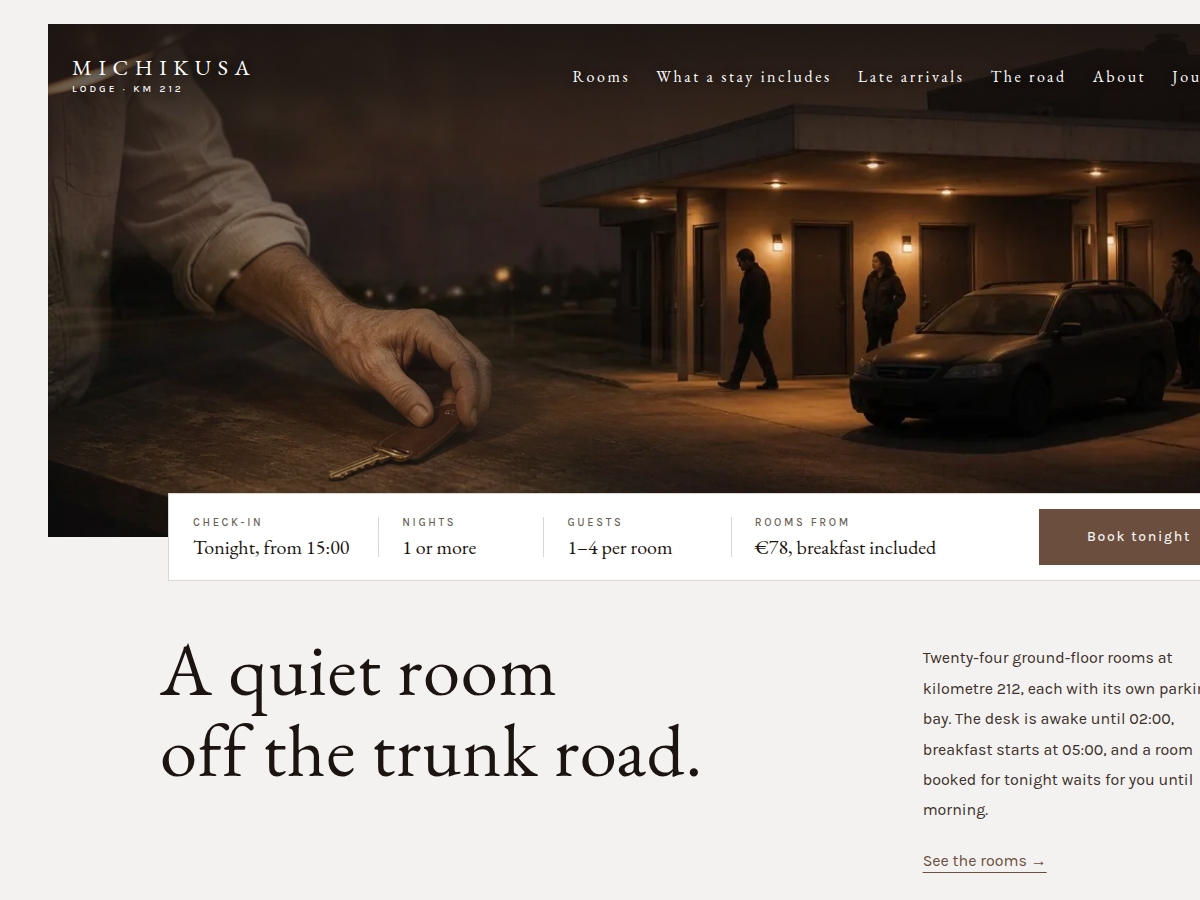 MICHIKUSA
LODGE · KM 212
Rooms What a stay includes Late arrivals The road About
CHECK-IN
Tonight, from 15:00
NIGHTS
1 or more
GUESTS
1–4 per room
ROOMS FROM
€78, breakfast included
Book tonight
A quiet room
off the trunk road.
Twenty-four ground-floor rooms at
kilometre 212, each with its own
bay. The desk is awake until 02:00,
breakfast starts at 05:00, and a room
booked for tonight waits for you until
morning.
See the rooms →